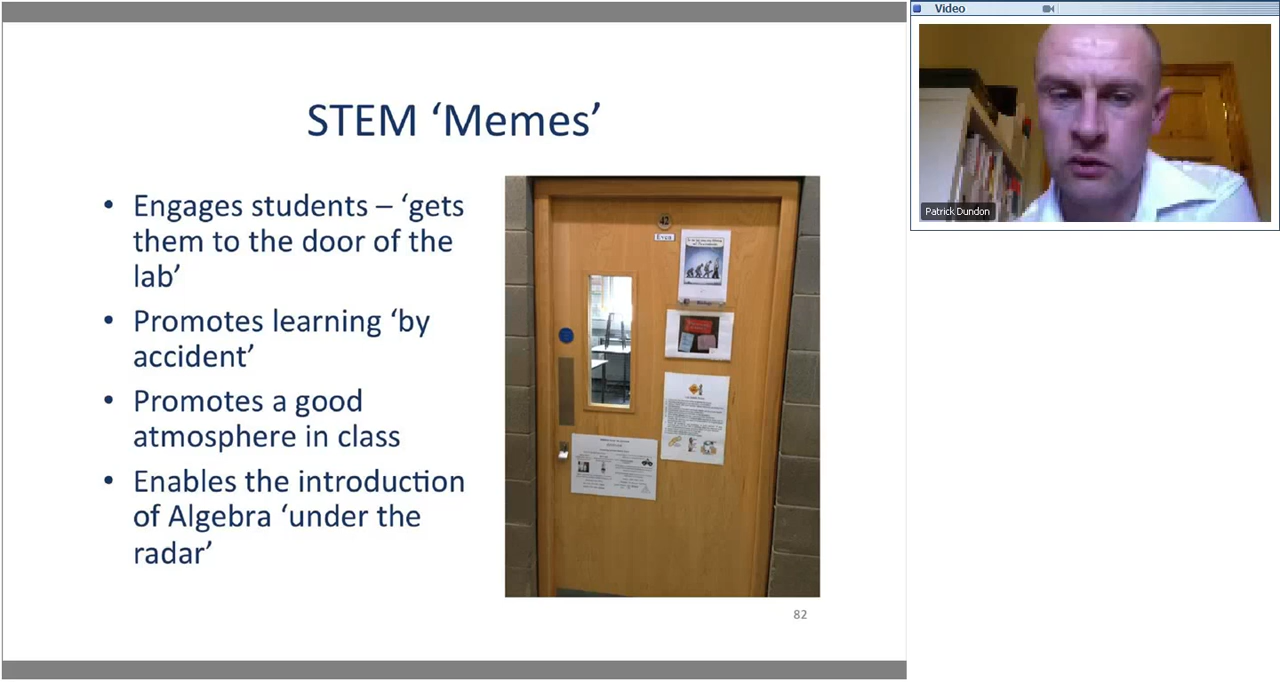 Video
STEM ‘Memes’
• Engages students – ‘gets
them to the door of the
lab’
• Promotes learning ‘by
accident’
• Promotes a good
atmosphere in class
• Enables the introduction
of Algebra ‘under the
radar’
42
82
Patrick Dundon